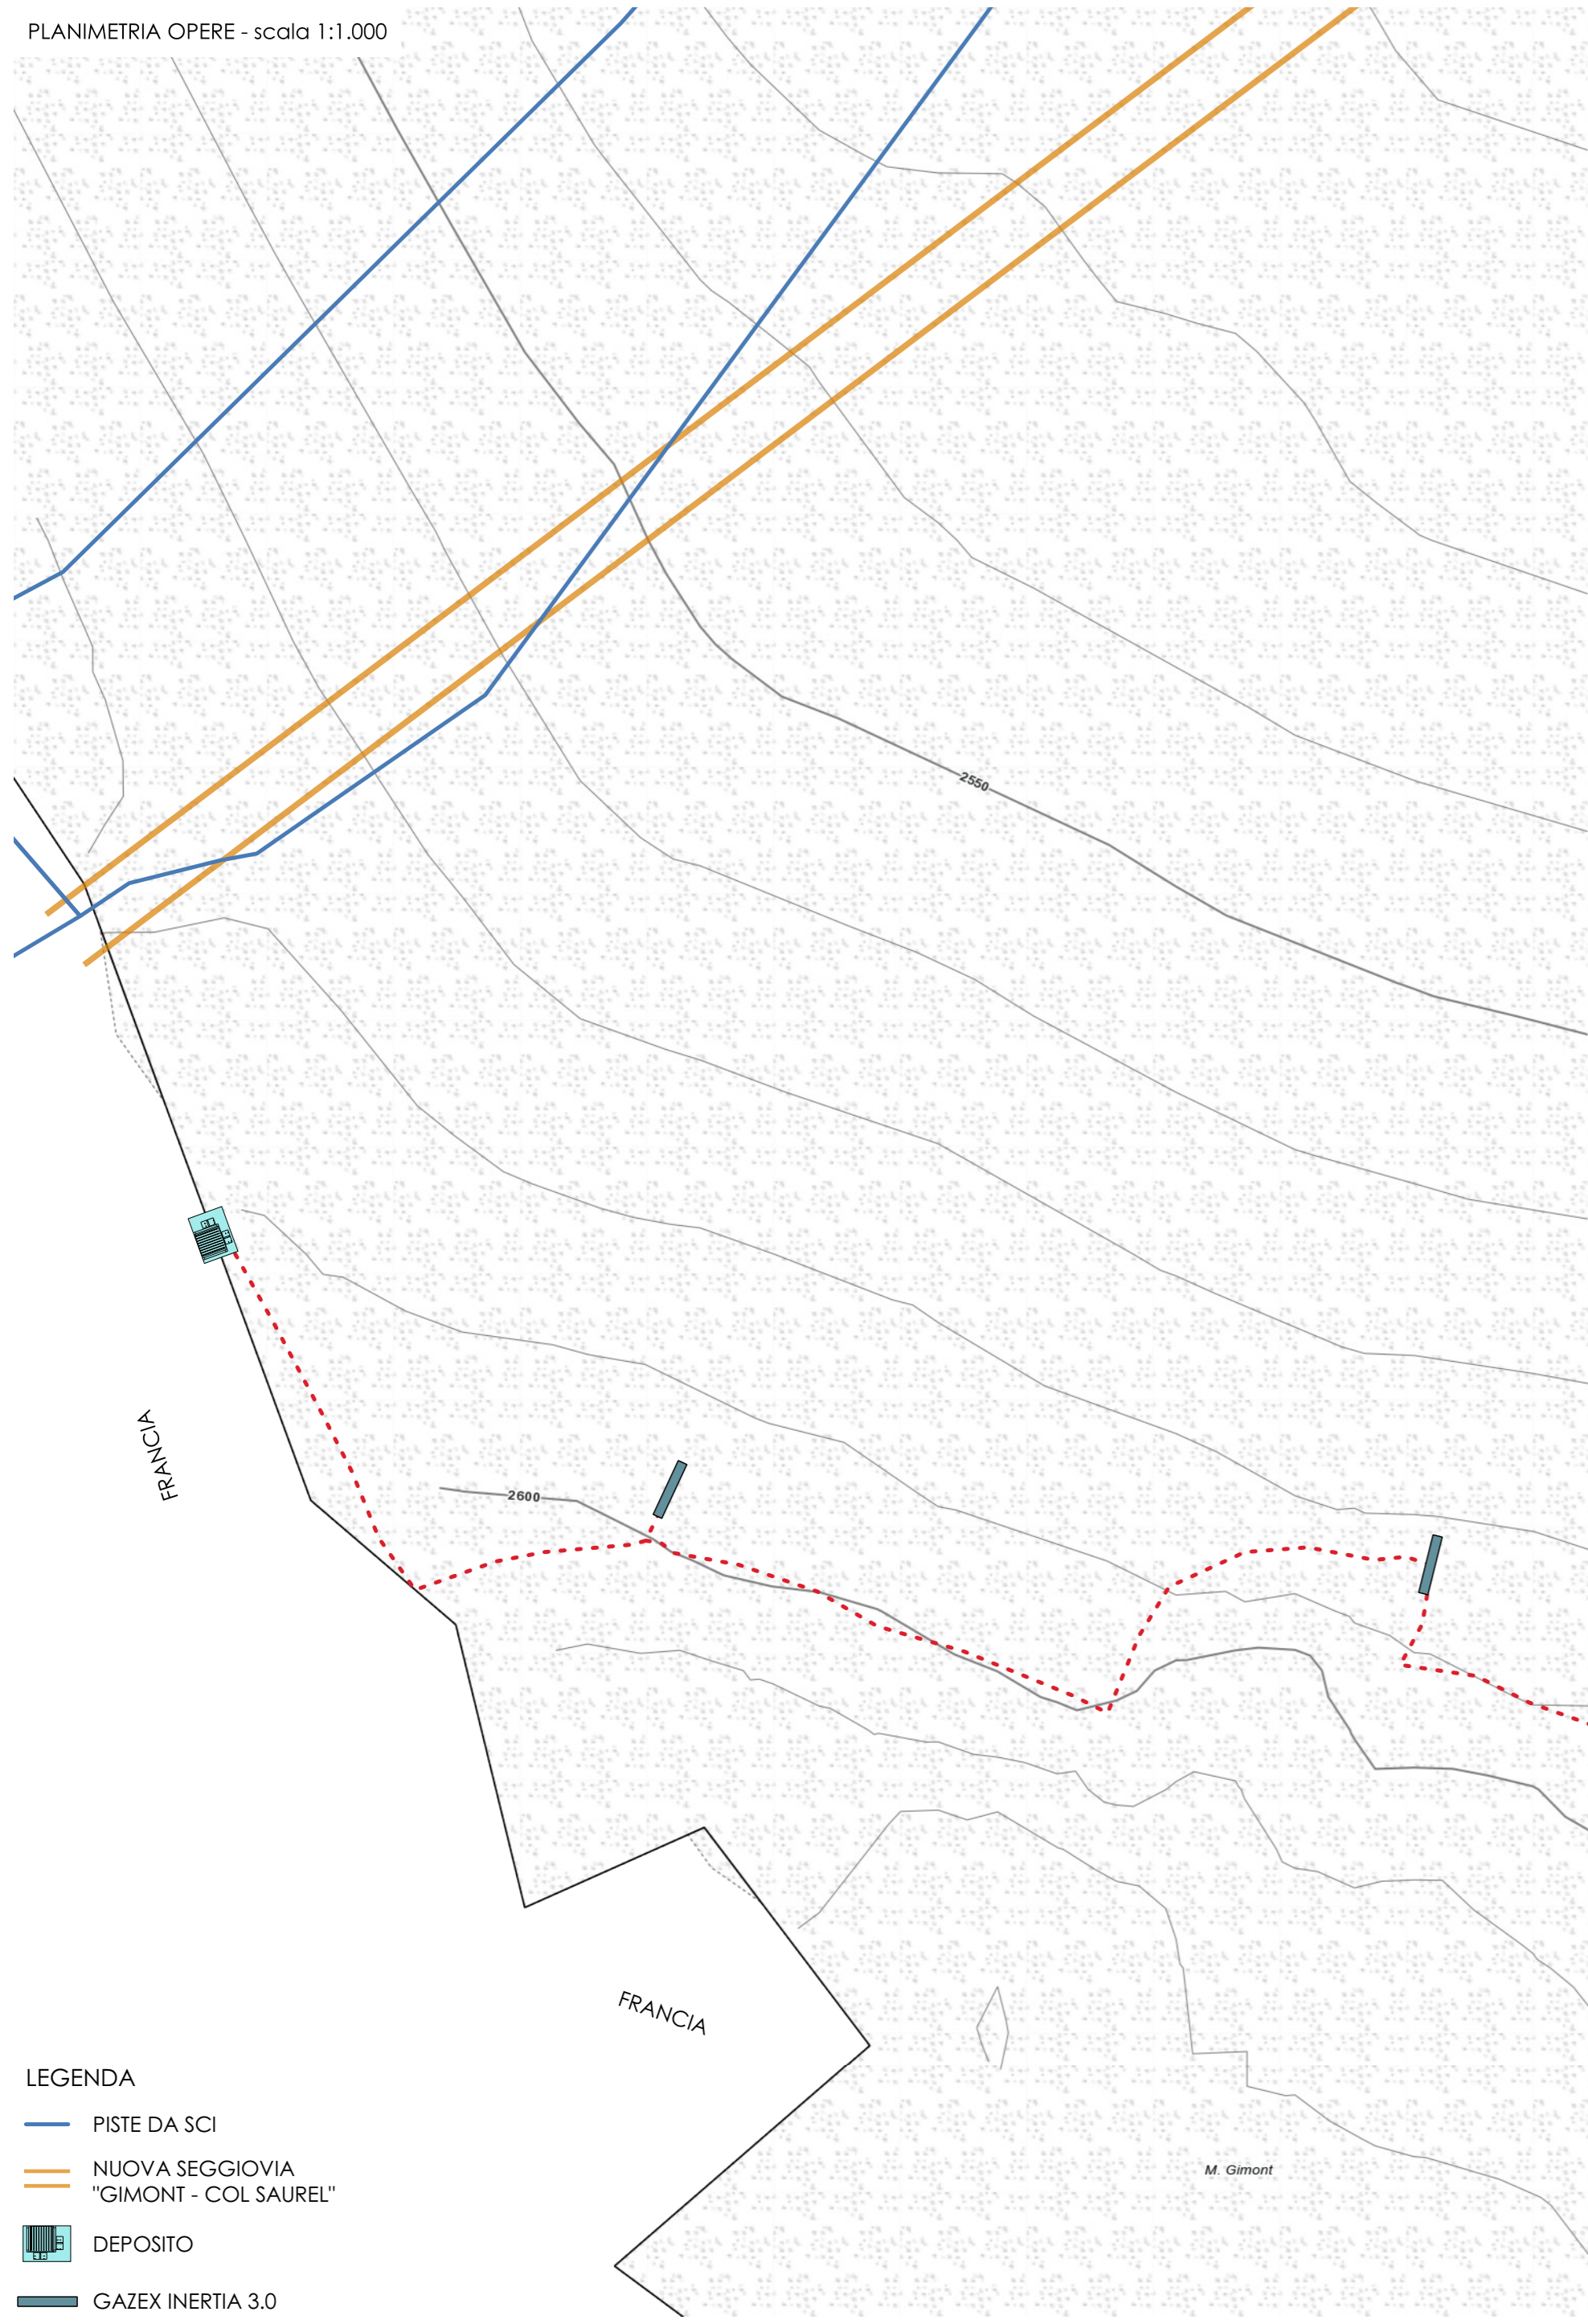 PLANIMETRIA OPERE - scala 1:1.000
2550
FRANCIA
2600
FRANCIA
M. Gimont
LEGENDA
PISTE DA SCI
NUOVA SEGGIOVIA
"GIMONT - COL SAUREL"
DEPOSITO
GAZEX INERTIA 3.0